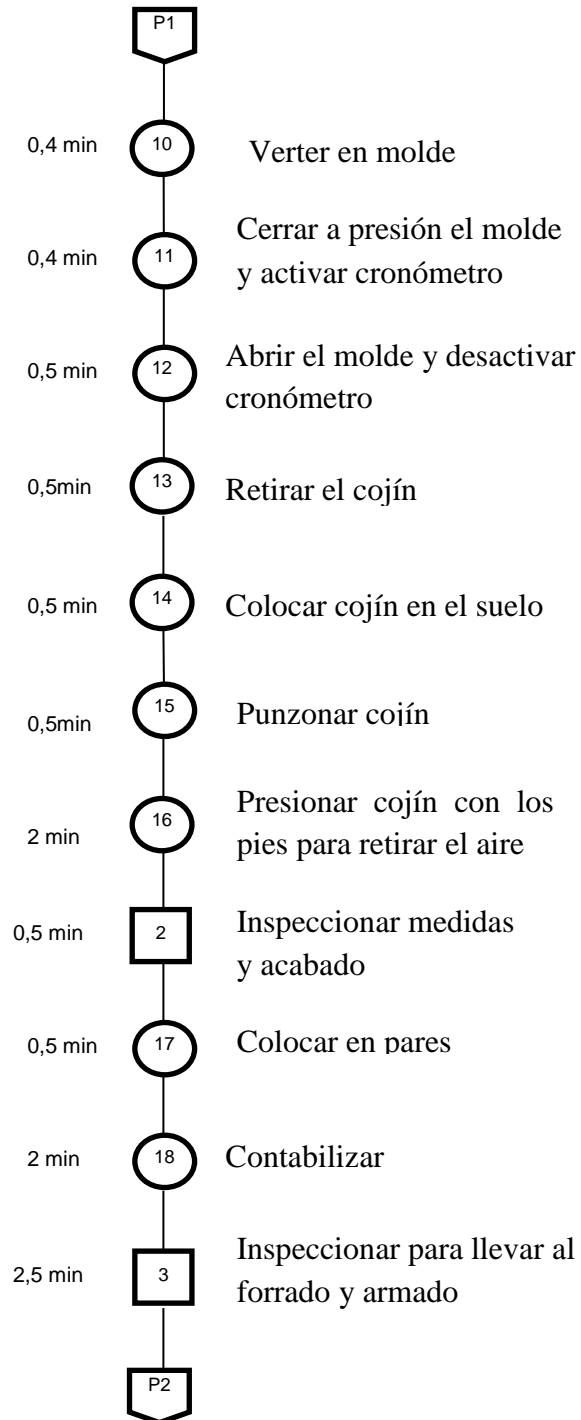 P1
0,4 min
10
Verter en molde
0,4 min
11
Cerrar a presión el molde
y activar cronómetro
0,5 min
12
Abrir el molde y desactivar
cronómetro
0,5min
13
Retirar el cojín
0,5 min
14
Colocar cojín en el suelo
0,5min
15
Punzonar cojín
2 min
16
Presionar cojín con los
pies para retirar el aire
0,5 min
2
Inspeccionar medidas
y acabado
0,5 min
17
Colocar en pares
2 min
18
Contabilizar
2,5 min
3
Inspeccionar para llevar al
forrado y armado
P2